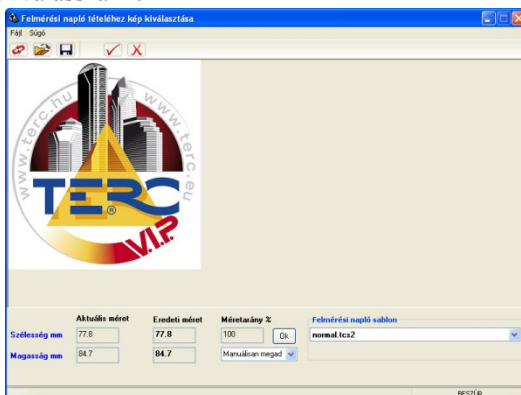 Felmérési napló tételéhez kép kiválasztása
Fájl Súgó
www.terc.hu
www.terc.eu
TERC
®
V.I.P.
Aktuális méret Eredeti méret Méretarány % Felmérési napló sablon
Szélesség mm 77.8 77.8 100 Ok normal.tcs2
Magasság mm 84.7 84.7 Manuálisan megad
BESZÚR